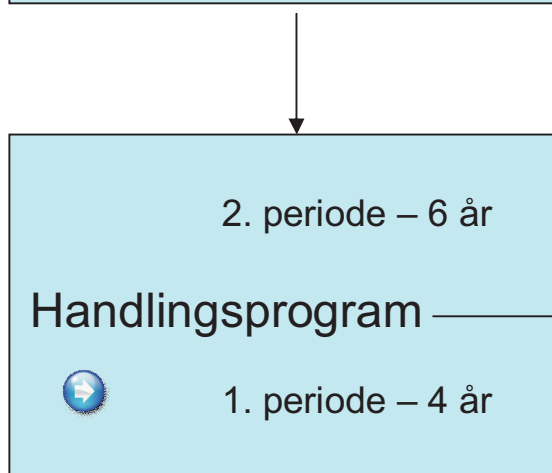 2. periode – 6 år
Handlingsprogram
1. periode – 4 år